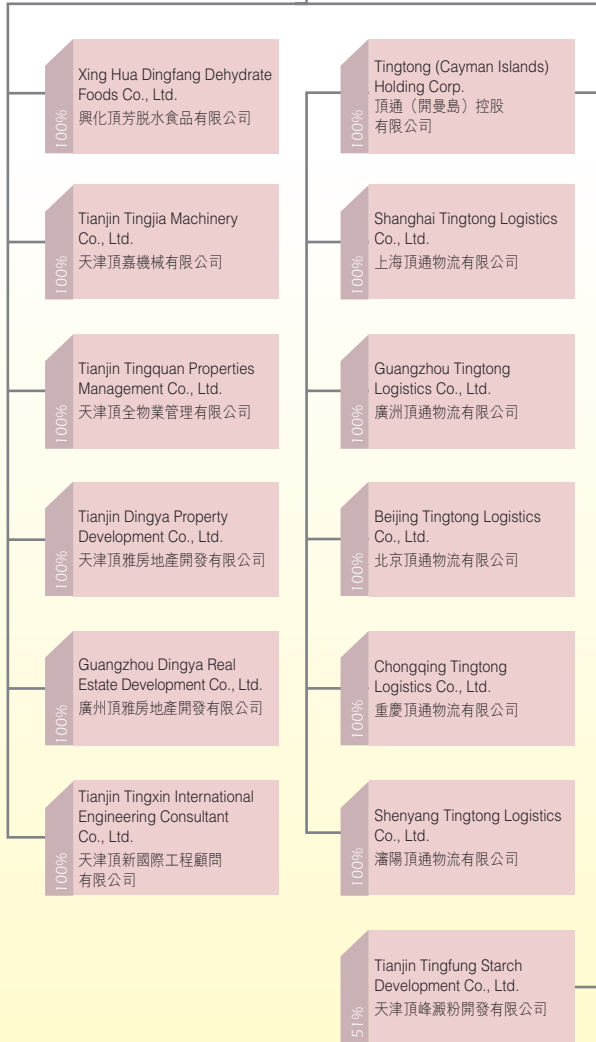 Xing Hua Dingfang Dehydrate
Foods Co., Ltd.
興化頂芳脱水食品有限公司
100%
Tianjin Tingjia Machinery
Co., Ltd.
天津頂嘉機械有限公司
100%
Tianjin Tingquan Properties
Management Co., Ltd.
天津頂全物業管理有限公司
100%
Tianjin Dingya Property
Development Co., Ltd.
天津頂雅房地產開發有限公司
100%
Guangzhou Dingya Real
Estate Development Co., Ltd.
廣州頂雅房地產開發有限公司
100%
Tianjin Tingxin International
Engineering Consultant
Co., Ltd.
天津頂新國際工程顧問
有限公司
100%
Tingtong (Cayman Islands)
Holding Corp.
頂通（開曼島）控股
有限公司
100%
Shanghai Tingtong Logistics
Co., Ltd.
上海頂通物流有限公司
100%
Guangzhou Tingtong
Logistics Co., Ltd.
廣洲頂通物流有限公司
100%
Beijing Tingtong Logistics
Co., Ltd.
北京頂通物流有限公司
100%
Chongqing Tingtong
Logistics Co., Ltd.
重慶頂通物流有限公司
100%
Shenyang Tingtong Logistics
Co., Ltd.
瀋陽頂通物流有限公司
100%
Tianjin Tingfung Starch
Development Co., Ltd.
天津頂峰澱粉開發有限公司
51%